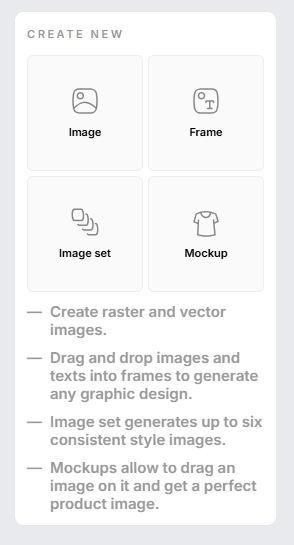 CREATE NEW
Image
Frame
Image set
Mockup
— Create raster and vector
images.
— Drag and drop images and
texts into frames to generate
any graphic design.
— Image set generates up to six
consistent style images.
— Mockups allow to drag an
image on it and get a perfect
product image.